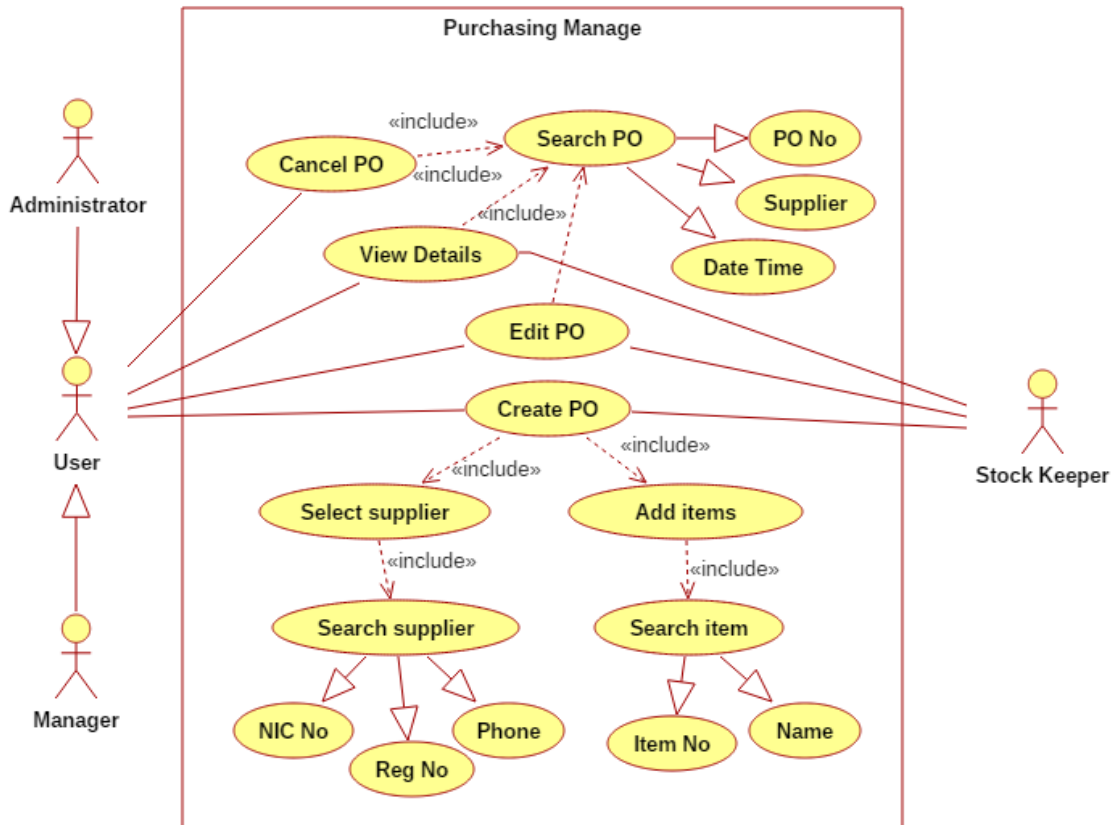 Purchasing Manage
«include»
Search PO
PO No
Cancel PO
«include»
Supplier
Administrator
«include»
View Details
Date Time
Edit PO
Create PO
«include»
«include»
User
Stock Keeper
Select supplier
Add items
«include»
«include»
Search supplier
Search item
Manager
NIC No
Phone
Item No
Name
Reg No